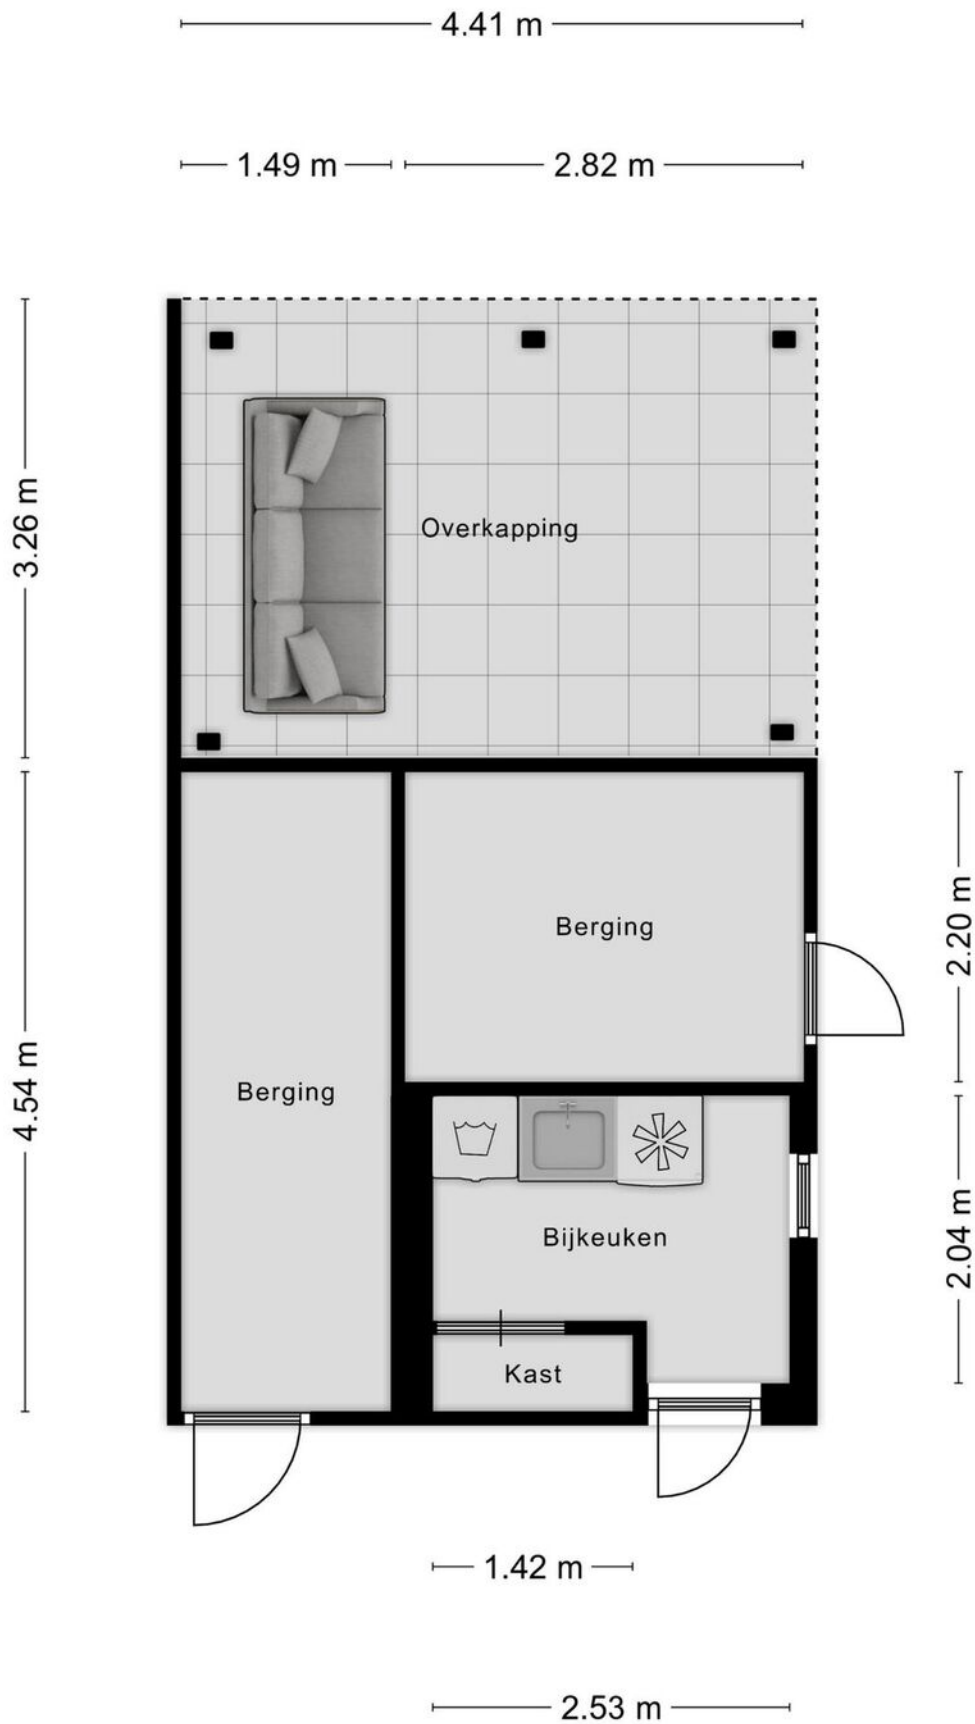 4.41 m
1.49 m
2.82 m
3.26 m
Overkapping
Berging
2.20 m
4.54 m
Berging
Bijkeuken
2.04 m
Kast
1.42 m
2.53 m